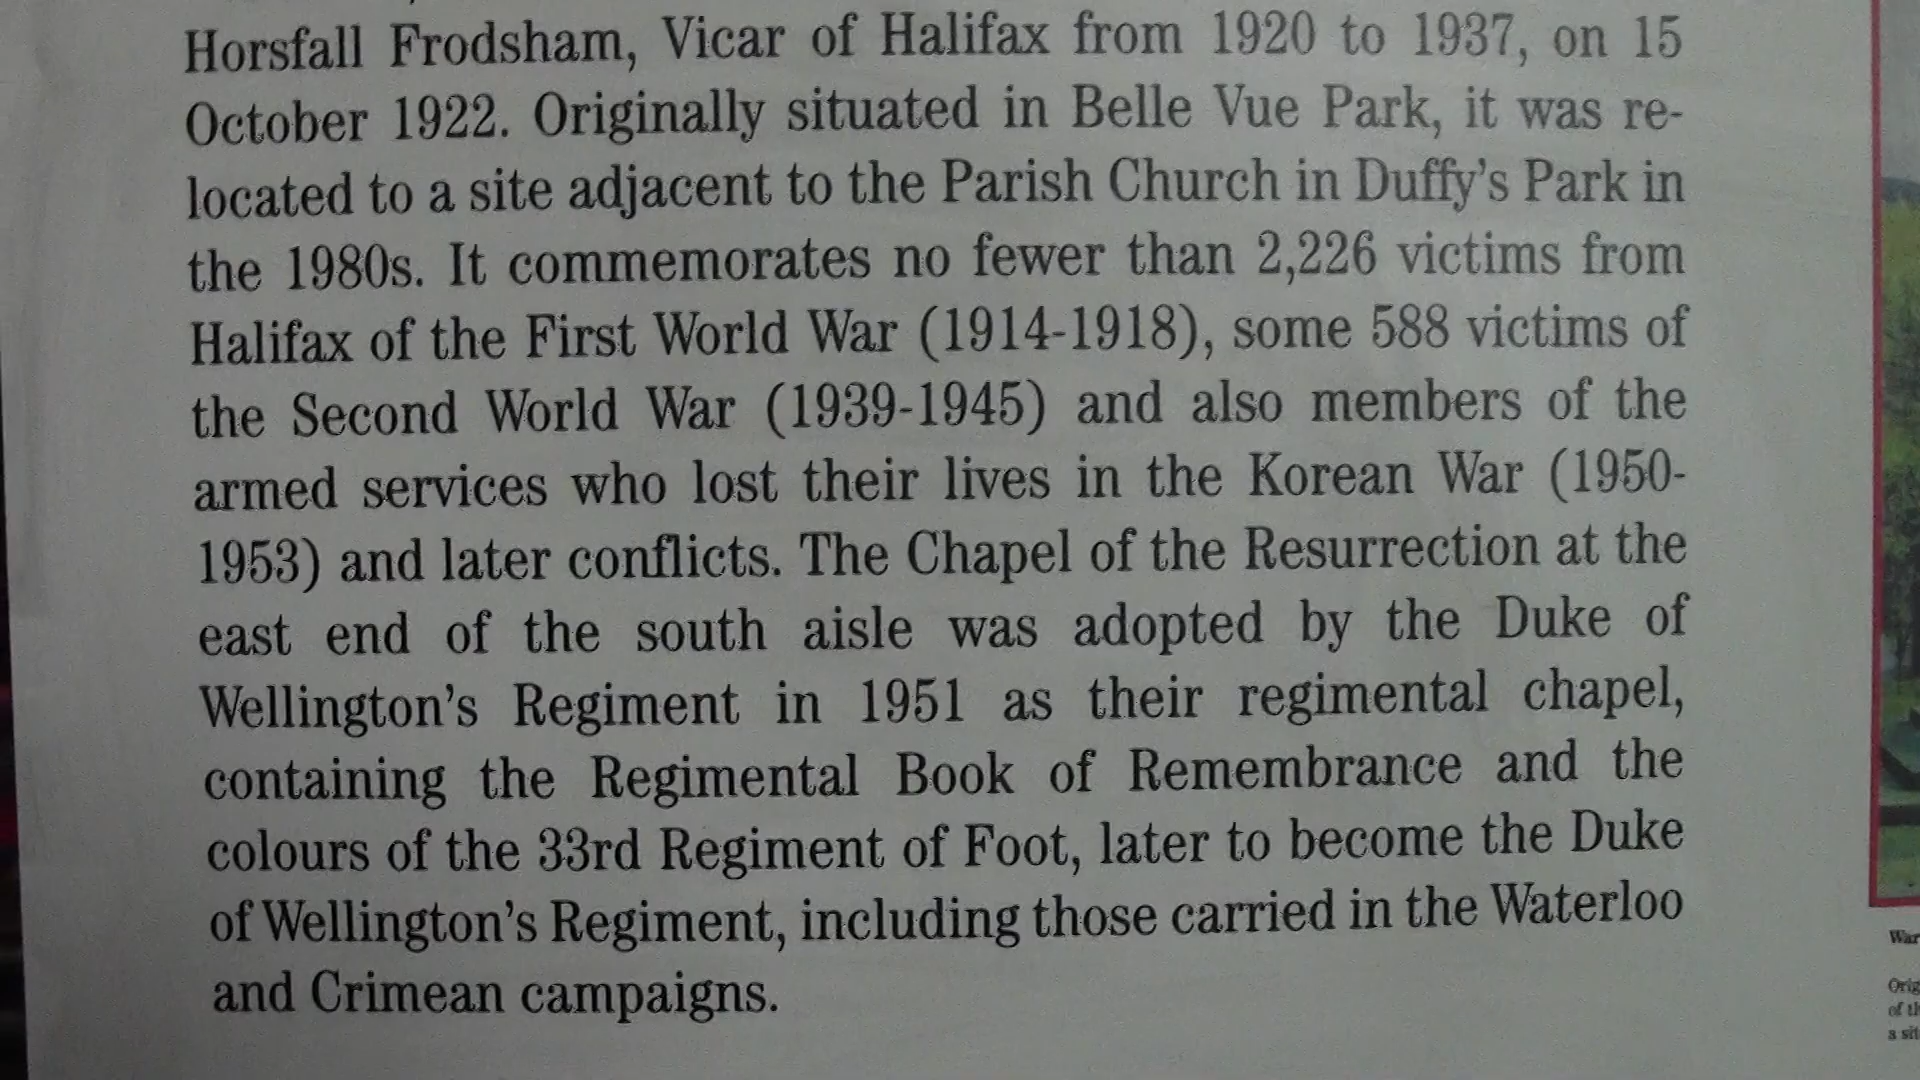 Horsfall Frodsham, Vicar of Halifax from 1920 to 1937, on 15
October 1922. Originally situated in Belle Vue Park, it was re-
located to a site adjacent to the Parish Church in Duffy's Park in
the 1980s. It commemorates no fewer than 2,226 victims from
Halifax of the First World War (1914-1918), some 588 victims of
the Second World War (1939-1945) and also members of the
armed services who lost their lives in the Korean War (1950-
1953) and later conflicts. The Chapel of the Resurrection at the
east end of the south aisle was adopted by the Duke of
Wellington's Regiment in 1951 as their regimental chapel,
containing the Regimental Book of Remembrance and the
colours of the 33rd Regiment of Foot, later to become the Duke
of Wellington's Regiment, including those carried in the Waterloo
and Crimean campaigns.
War
Orig
of th
a sit